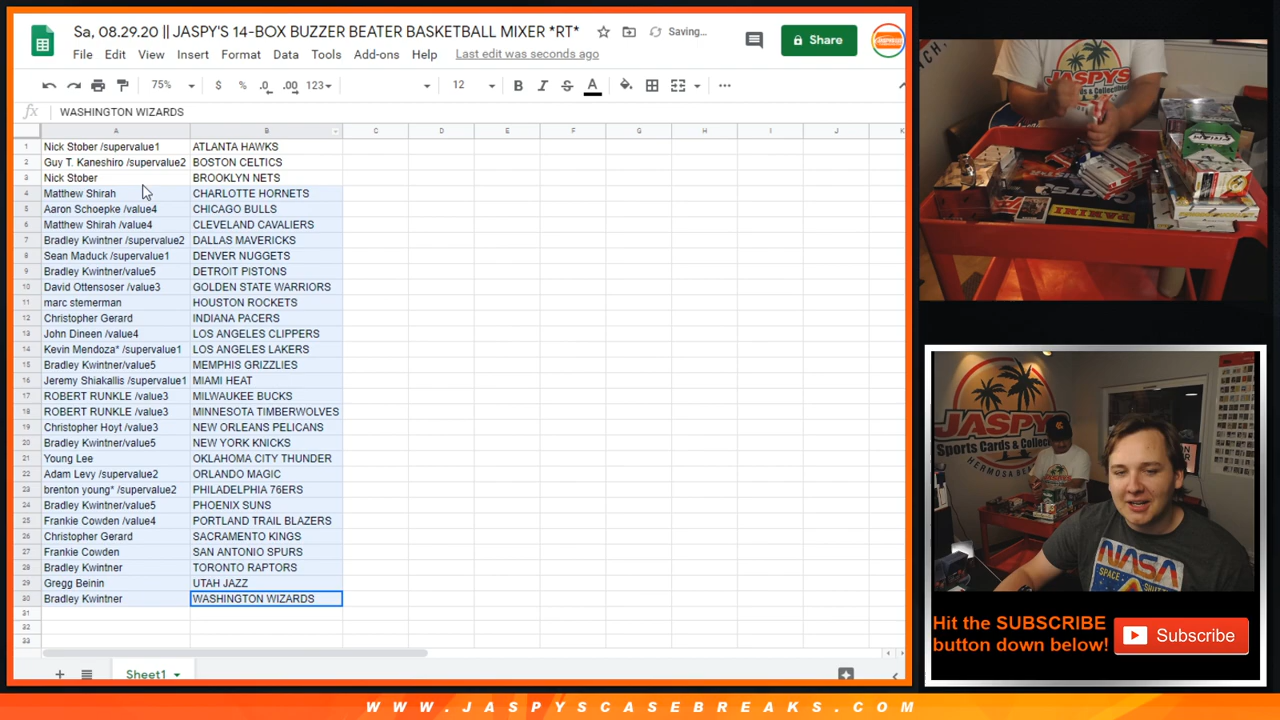 Sa, 08.29.20 || JASPY'S 14-BOX BUZZER BEATER BASKETBALL MIXER *RT* Saving...
File Edit View Insert Format Data Tools Add-ons Help Last edit was seconds ago
Share
75% $ % .0 .00 123 12 B I S A
fx WASHINGTON WIZARDS
A B C D E F G H I J K
1 Nick Stober /supervalue1 ATLANTA HAWKS
2 Guy T. Kaneshiro /supervalue2 BOSTON CELTICS
3 Nick Stober BROOKLYN NETS
4 Matthew Shirah CHARLOTTE HORNETS
5 Aaron Schoepke /value4 CHICAGO BULLS
6 Matthew Shirah /value4 CLEVELAND CAVALIERS
7 Bradley Kwintner /supervalue2 DALLAS MAVERICKS
8 Sean Maduck /supervalue1 DENVER NUGGETS
9 Bradley Kwintner/value5 DETROIT PISTONS
10 David Ottensoser /value3 GOLDEN STATE WARRIORS
11 marc stemerman HOUSTON ROCKETS
12 Christopher Gerard INDIANA PACERS
13 John Dineen /value4 LOS ANGELES CLIPPERS
14 Kevin Mendoza* /supervalue1 LOS ANGELES LAKERS
15 Bradley Kwintner/value5 MEMPHIS GRIZZLIES
16 Jeremy Shiakallis /supervalue1 MIAMI HEAT
17 ROBERT RUNKLE /value3 MILWAUKEE BUCKS
18 ROBERT RUNKLE /value3 MINNESOTA TIMBERWOLVES
19 Christopher Hoyt /value3 NEW ORLEANS PELICANS
20 Bradley Kwintner/value5 NEW YORK KNICKS
21 Young Lee OKLAHOMA CITY THUNDER
22 Adam Levy /supervalue2 ORLANDO MAGIC
23 brenton young* /supervalue2 PHILADELPHIA 76ERS
24 Bradley Kwintner/value5 PHOENIX SUNS
25 Frankie Cowden /value4 PORTLAND TRAIL BLAZERS
26 Christopher Gerard SACRAMENTO KINGS
27 Frankie Cowden SAN ANTONIO SPURS
28 Bradley Kwintner TORONTO RAPTORS
29 Gregg Beinin UTAH JAZZ
30 Bradley Kwintner WASHINGTON WIZARDS
31
32
33
Sheet1
JASPYS
Cards & Collectibles
PANINI
JASPYS
Sports Cards & Collect
HERMOSA BEA
JASPYS
NASA
SPACE SHUT
Hit the SUBSCRIBE
button down below!
Subscribe
WWW.JASPYSCASEBREAKS.COM